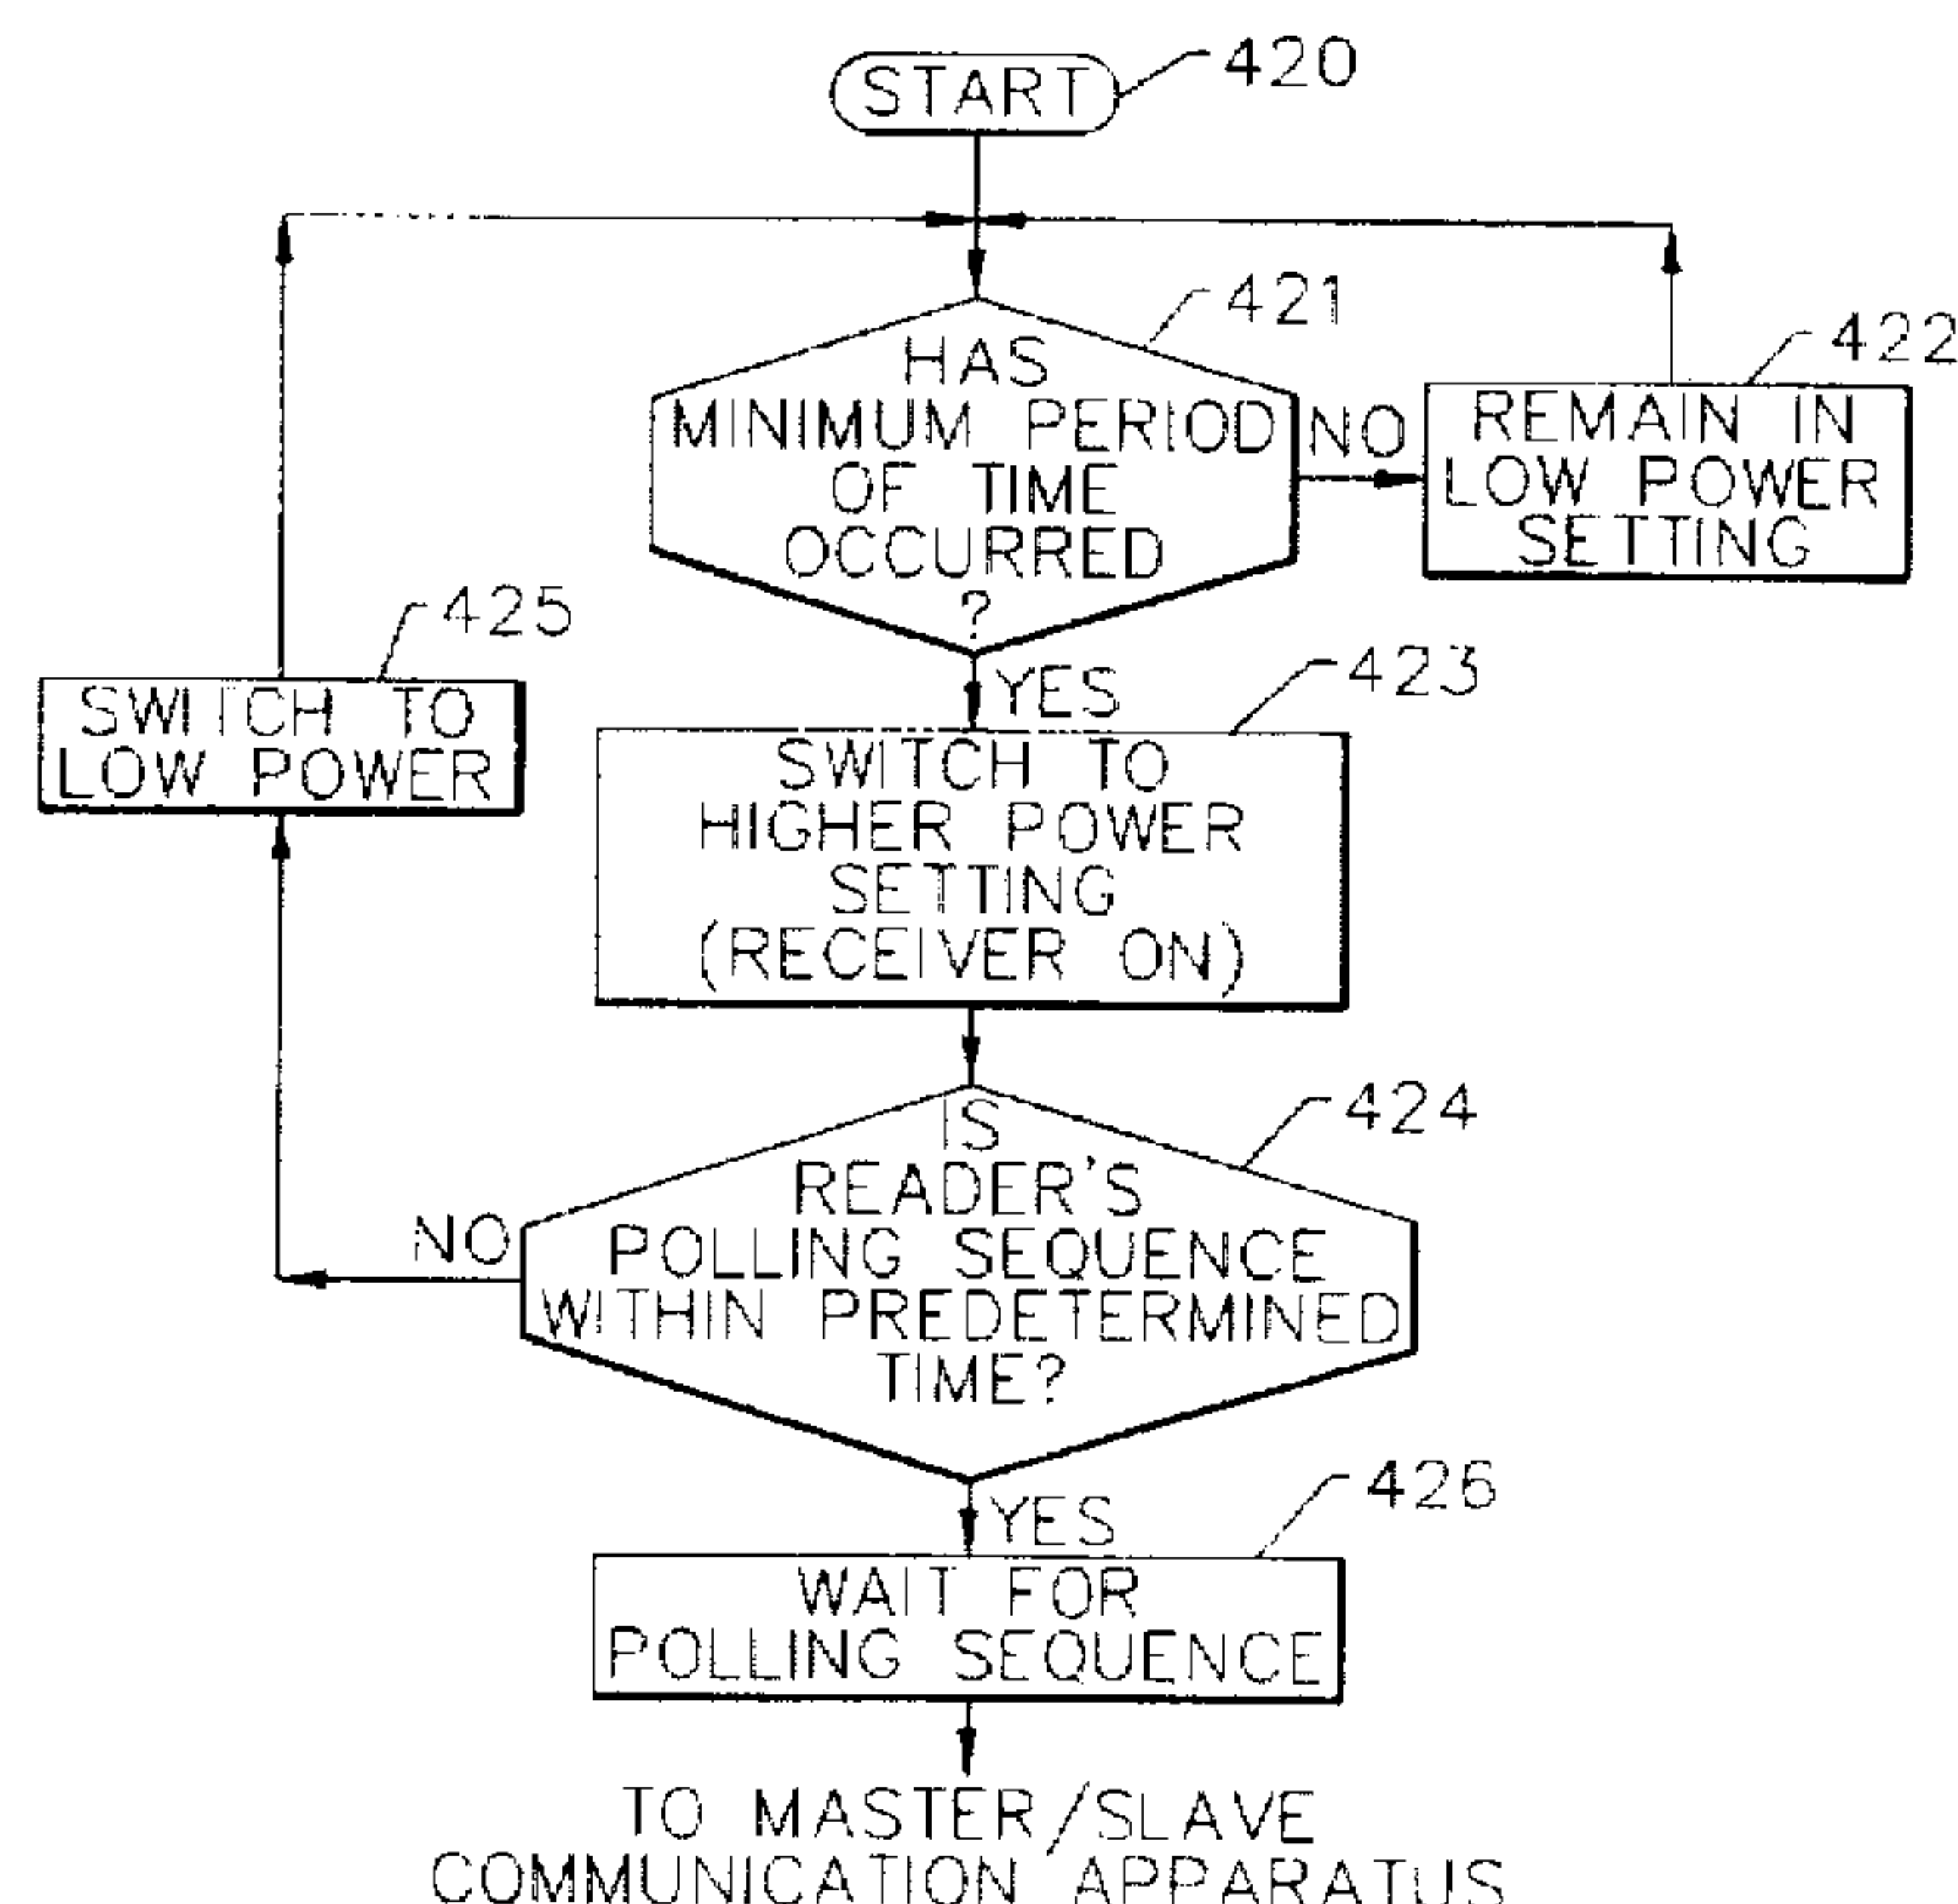 START
420
421
HAS
MINIMUM PERIOD
OF TIME
OCCURRED
?
NO
422
REMAIN IN
LOW POWER
SETTING
YES
425
SWITCH TO
LOW POWER
423
SWITCH TO
HIGHER POWER
SETTING
(RECEIVER ON)
424
IS
READER'S
POLLING SEQUENCE
WITHIN PREDETERMINED
TIME?
NO
YES
426
WAIT FOR
POLLING SEQUENCE
TO MASTER/SLAVE
COMMUNICATION APPARATUS